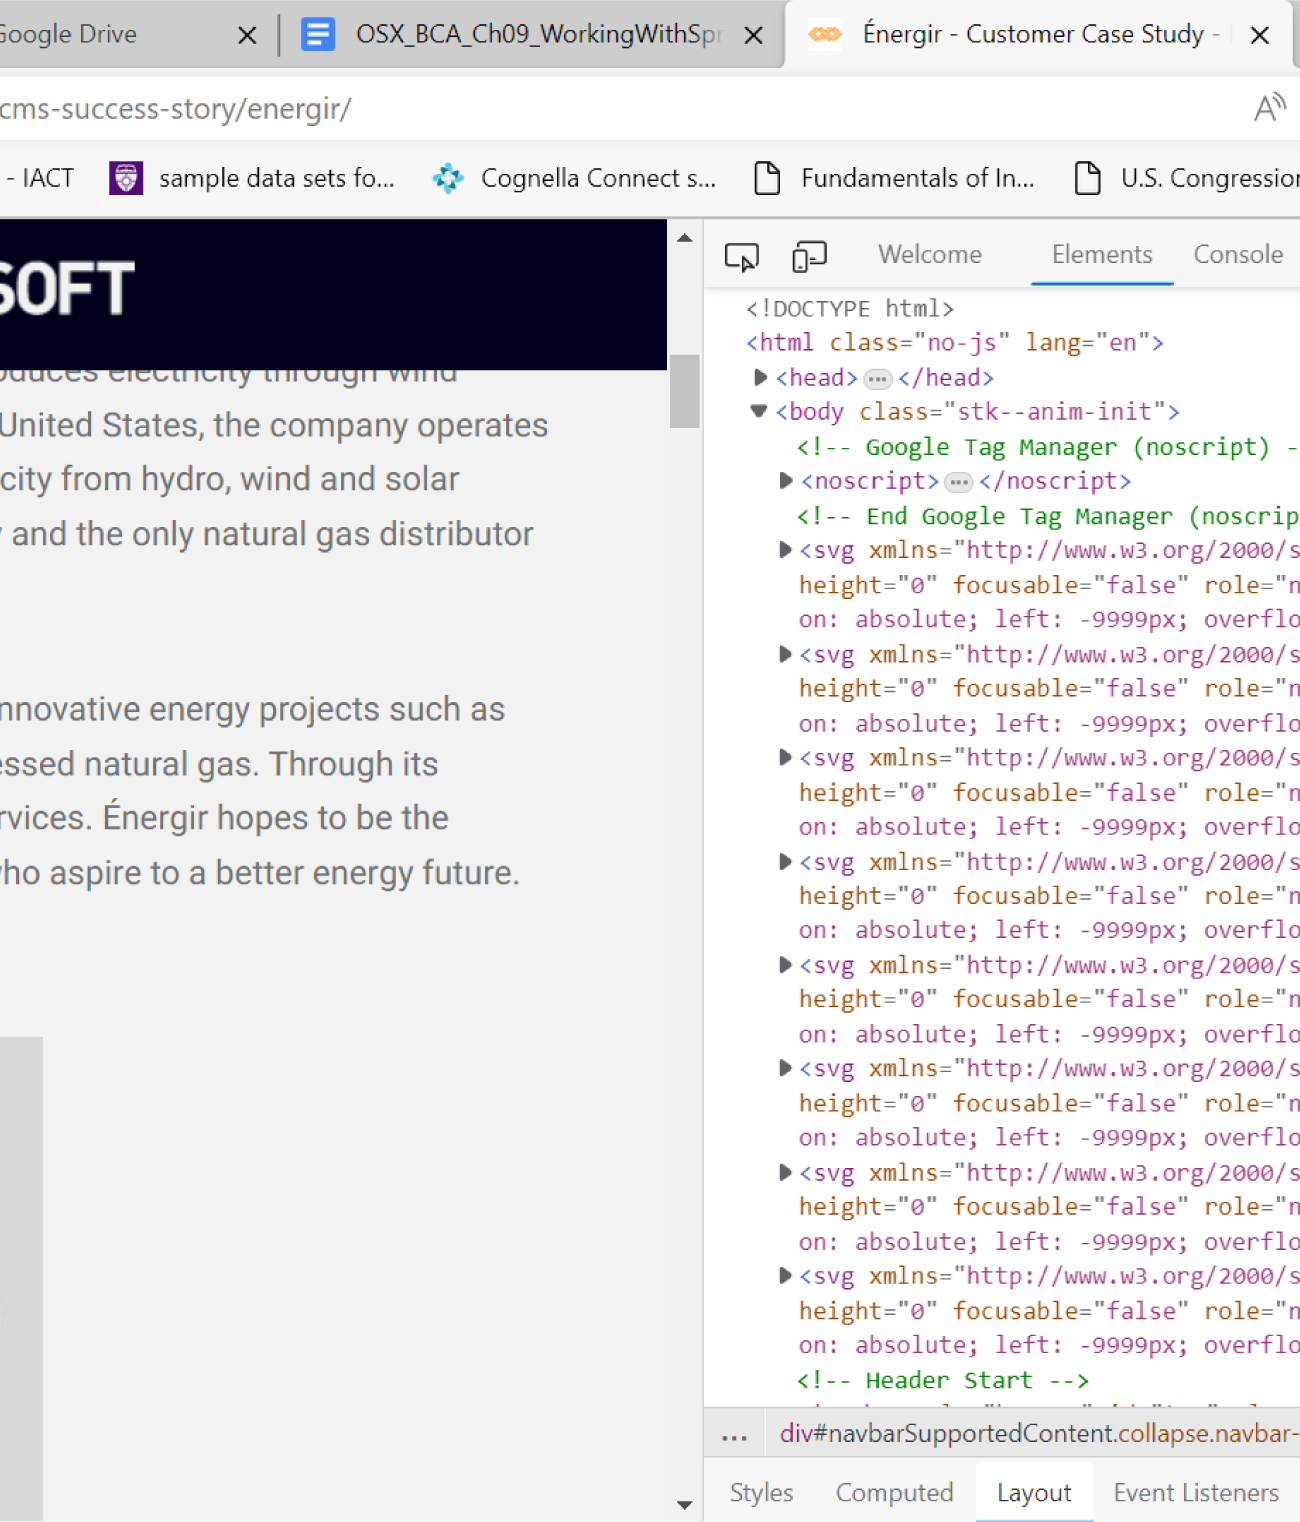 Google Drive
OSX_BCA_Ch09_WorkingWithSpr
Énergir - Customer Case Study -
cms-success-story/energir/
- IACT
sample data sets fo...
Cognella Connect s...
Fundamentals of In...
U.S. Congression
SOFT
oduces electricity through wind
United States, the company operates
city from hydro, wind and solar
and the only natural gas distributor
nnovative energy projects such as
essed natural gas. Through its
rvices. Énergir hopes to be the
who aspire to a better energy future.
Welcome
Elements
Console
<!DOCTYPE html>
<html class="no-js" lang="en">
<head> ... </head>
<body class="stk--anim-init">
<!-- Google Tag Manager (noscript) -
<noscript> ... </noscript>
<!-- End Google Tag Manager (noscrip
<svg xmlns="http://www.w3.org/2000/s
height="0" focusable="false" role="n
on: absolute; left: -9999px; overflo
<svg xmlns="http://www.w3.org/2000/s
height="0" focusable="false" role="n
on: absolute; left: -9999px; overflo
<svg xmlns="http://www.w3.org/2000/s
height="0" focusable="false" role="n
on: absolute; left: -9999px; overflo
<svg xmlns="http://www.w3.org/2000/s
height="0" focusable="false" role="n
on: absolute; left: -9999px; overflo
<svg xmlns="http://www.w3.org/2000/s
height="0" focusable="false" role="n
on: absolute; left: -9999px; overflo
<svg xmlns="http://www.w3.org/2000/s
height="0" focusable="false" role="n
on: absolute; left: -9999px; overflo
<svg xmlns="http://www.w3.org/2000/s
height="0" focusable="false" role="n
on: absolute; left: -9999px; overflo
<svg xmlns="http://www.w3.org/2000/s
height="0" focusable="false" role="n
on: absolute; left: -9999px; overflo
<!-- Header Start -->
... div#navbarSupportedContent.collapse.navbar-
Styles
Computed
Layout
Event Listeners